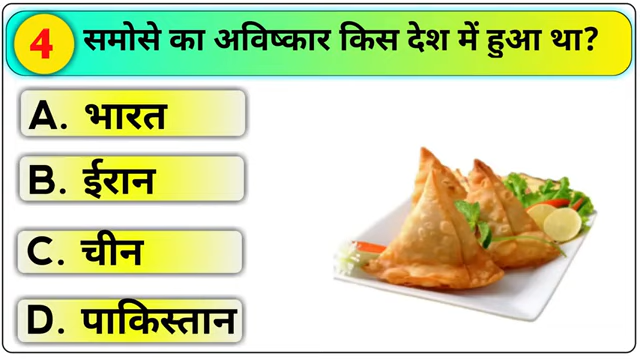 4 समोसे का अविष्कार किस देश में हुआ था?
A. भारत
B. ईरान
C. चीन
D. पाकिस्तान